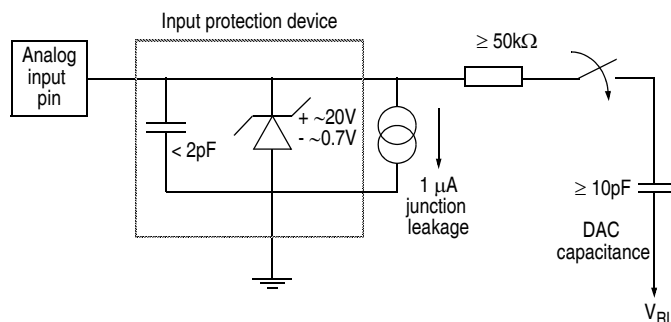 Input protection device
Analog
input
pin
≥ 50kΩ
+ ~20V
- ~0.7V
< 2pF
1 µA
junction
leakage
≥ 10pF
DAC
capacitance